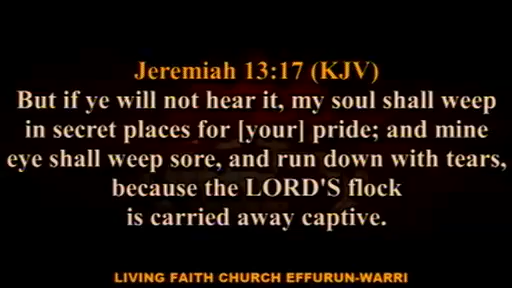 Jeremiah 13:17 (KJV)
But if ye will not hear it, my soul shall weep
in secret places for [your] pride; and mine
eye shall weep sore, and run down with tears,
because the LORD'S flock
is carried away captive.
LIVING FAITH CHURCH EFFURUN-WARRI